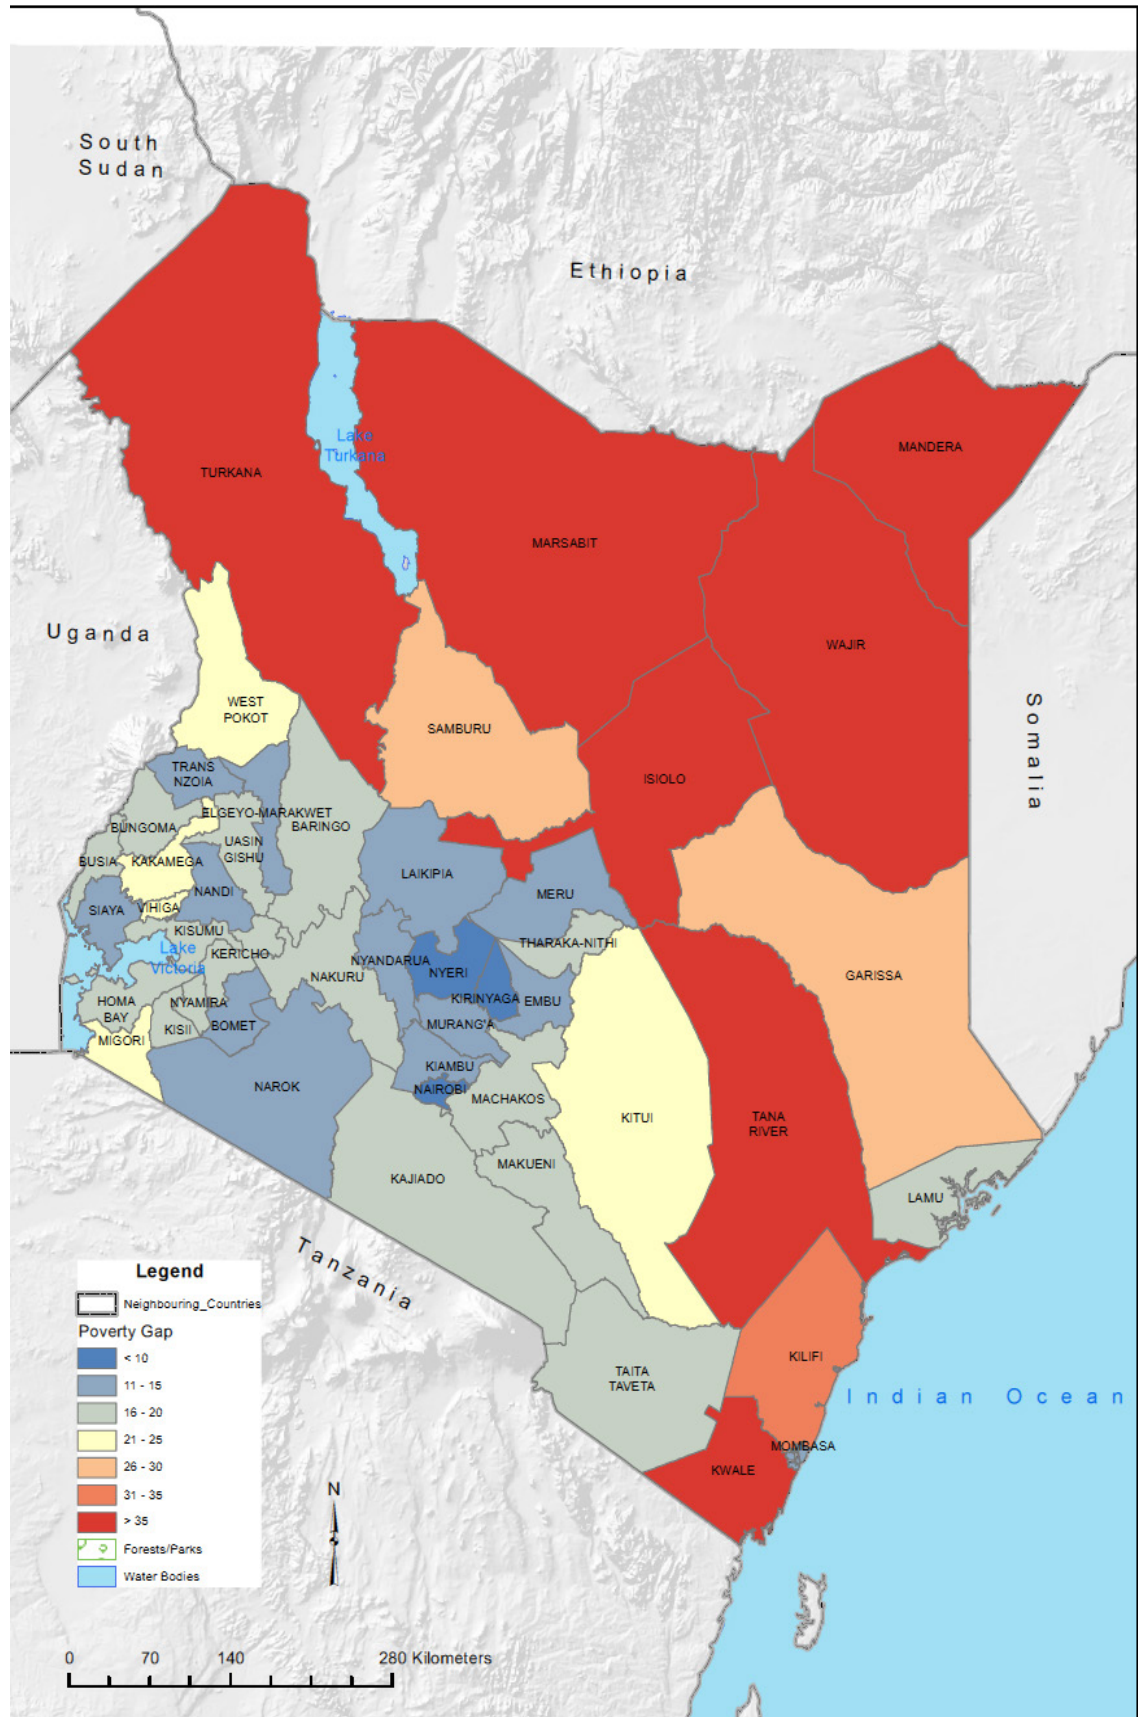 South
Sudan
Ethiopia
MANDERA
Lake
Turkana
TURKANA
MARSABIT
Uganda
WAJIR
Somalia
WEST
POKOT
SAMBURU
TRANS
NZOIA
ISIOLO
ELGEYO-MARAKWET
BUNGOMA
BARINGO
UASIN
GISHU
BUSIA
KAKAMEGA
LAIKIPIA
NANDI
MERU
SIAYA
VIHIGA
KISUMU
THARAKA-NITHI
Lake
Victoria
KERICHO
NYANDARUA
NYERI
NAKURU
GARISSA
HOMA
BAY
NYAMIRA
KIRINYAGA
EMBU
KISII
BOMET
MURANG'A
MIGORI
KIAMBU
NAROK
NAIROBI
MACHAKOS
KITUI
TANA
RIVER
MAKUENI
KAJIADO
LAMU
Tanzania
Legend
Neighbouring_Countries
Poverty Gap
< 10
11 - 15
16 - 20
21 - 25
26 - 30
31 - 35
> 35
Forests/Parks
Water Bodies
KILIFI
TAITA
TAVETA
Indian Ocean
MOMBASA
KWALE
N
0 70 140 280 Kilometers